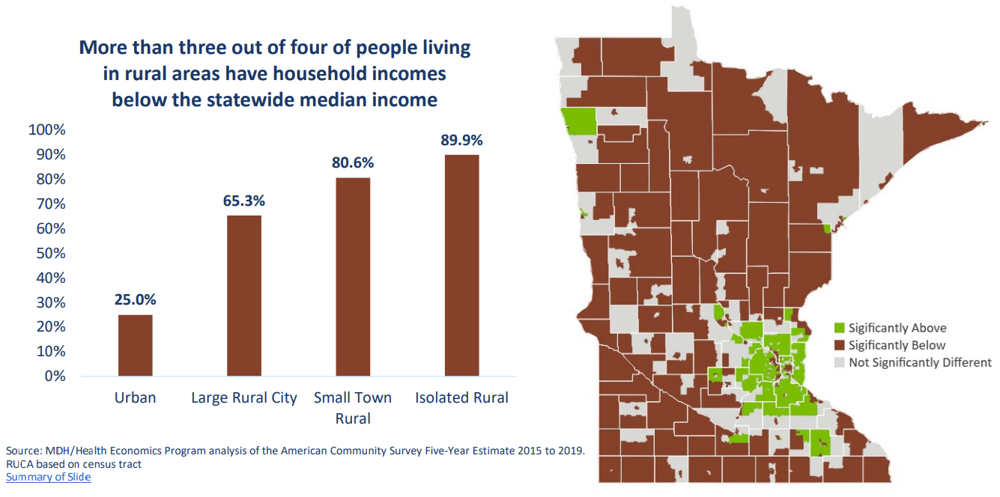 More than three out of four of people living
in rural areas have household incomes
below the statewide median income
100%
90%
80%
70%
60%
50%
40%
30%
20%
10%
0%
25.0%
65.3%
80.6%
89.9%
Urban
Large Rural City
Small Town
Rural
Isolated Rural
Sigificantly Above
Sigificantly Below
Not Significantly Different
Source: MDH/Health Economics Program analysis of the American Community Survey Five-Year Estimate 2015 to 2019.
RUCA based on census tract
Summary of Slide